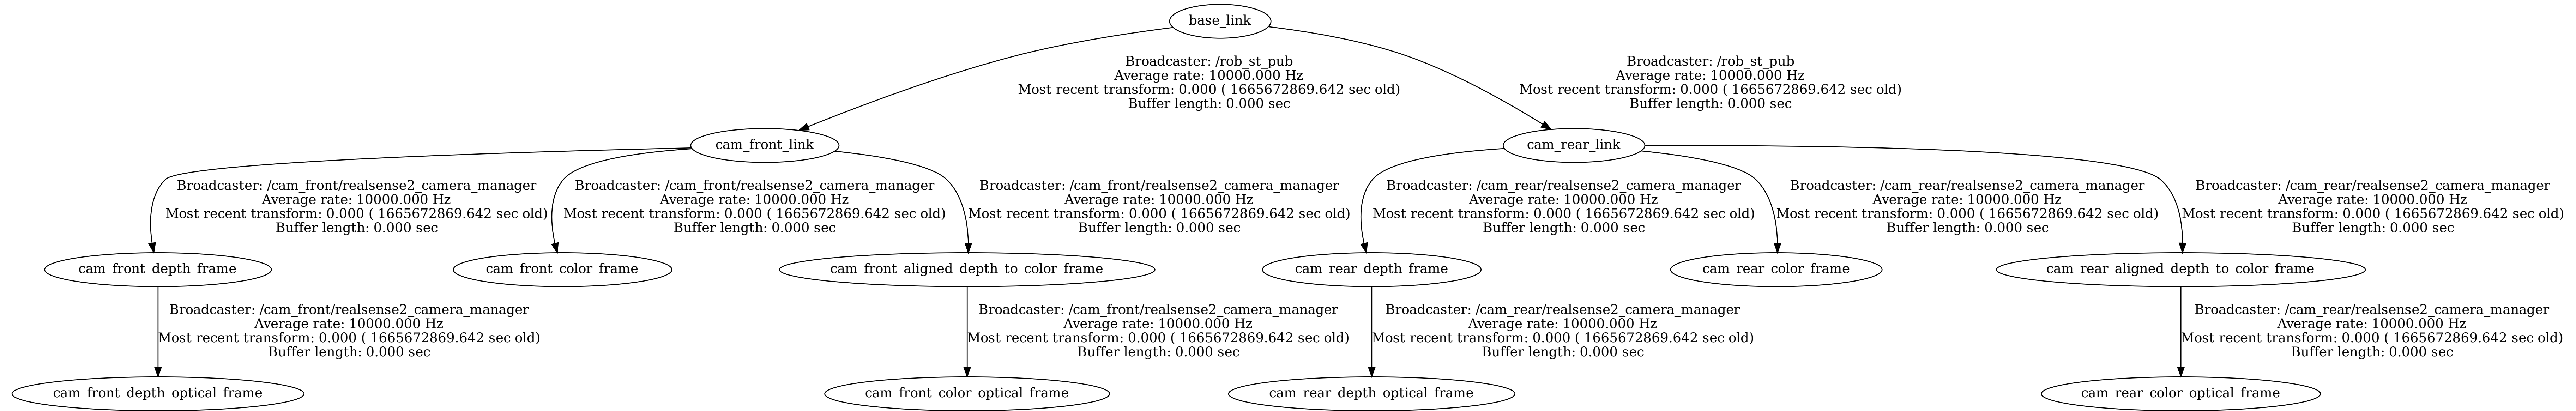 base_link
Broadcaster: /rob_st_pub
Average rate: 10000.000 Hz
Most recent transform: 0.000 ( 1665672869.642 sec old)
Buffer length: 0.000 sec
Broadcaster: /rob_st_pub
Average rate: 10000.000 Hz
Most recent transform: 0.000 ( 1665672869.642 sec old)
Buffer length: 0.000 sec
cam_front_link
cam_rear_link
Broadcaster: /cam_front/realsense2_camera_manager
Average rate: 10000.000 Hz
Most recent transform: 0.000 ( 1665672869.642 sec old)
Buffer length: 0.000 sec
Broadcaster: /cam_front/realsense2_camera_manager
Average rate: 10000.000 Hz
Most recent transform: 0.000 ( 1665672869.642 sec old)
Buffer length: 0.000 sec
Broadcaster: /cam_front/realsense2_camera_manager
Average rate: 10000.000 Hz
Most recent transform: 0.000 ( 1665672869.642 sec old)
Buffer length: 0.000 sec
Broadcaster: /cam_rear/realsense2_camera_manager
Average rate: 10000.000 Hz
Most recent transform: 0.000 ( 1665672869.642 sec old)
Buffer length: 0.000 sec
Broadcaster: /cam_rear/realsense2_camera_manager
Average rate: 10000.000 Hz
Most recent transform: 0.000 ( 1665672869.642 sec old)
Buffer length: 0.000 sec
Broadcaster: /cam_rear/realsense2_camera_manager
Average rate: 10000.000 Hz
Most recent transform: 0.000 ( 1665672869.642 sec old)
Buffer length: 0.000 sec
cam_front_depth_frame
cam_front_color_frame
cam_front_aligned_depth_to_color_frame
cam_rear_depth_frame
cam_rear_color_frame
cam_rear_aligned_depth_to_color_frame
Broadcaster: /cam_front/realsense2_camera_manager
Average rate: 10000.000 Hz
Most recent transform: 0.000 ( 1665672869.642 sec old)
Buffer length: 0.000 sec
Broadcaster: /cam_front/realsense2_camera_manager
Average rate: 10000.000 Hz
Most recent transform: 0.000 ( 1665672869.642 sec old)
Buffer length: 0.000 sec
Broadcaster: /cam_rear/realsense2_camera_manager
Average rate: 10000.000 Hz
Most recent transform: 0.000 ( 1665672869.642 sec old)
Buffer length: 0.000 sec
Broadcaster: /cam_rear/realsense2_camera_manager
Average rate: 10000.000 Hz
Most recent transform: 0.000 ( 1665672869.642 sec old)
Buffer length: 0.000 sec
cam_front_depth_optical_frame
cam_front_color_optical_frame
cam_rear_depth_optical_frame
cam_rear_color_optical_frame